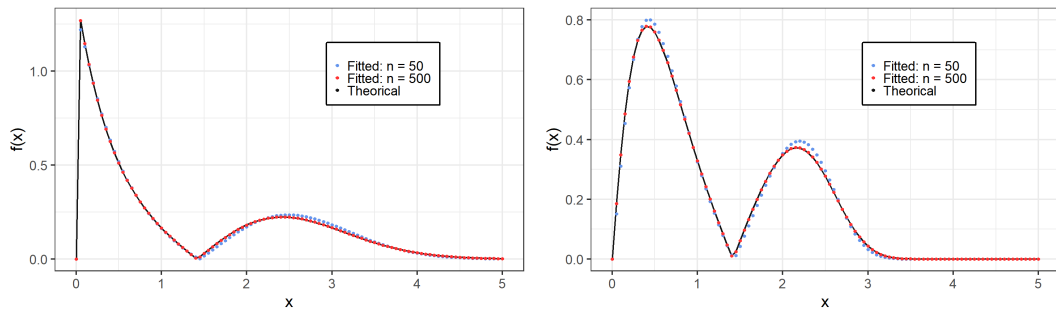 1.0
0.5
0.0
f(x)
0
1
2
3
4
5
x
Fitted: n = 50
Fitted: n = 500
Theorical
0.8
0.6
0.4
0.2
0.0
f(x)
0
1
2
3
4
5
x
Fitted: n = 50
Fitted: n = 500
Theorical